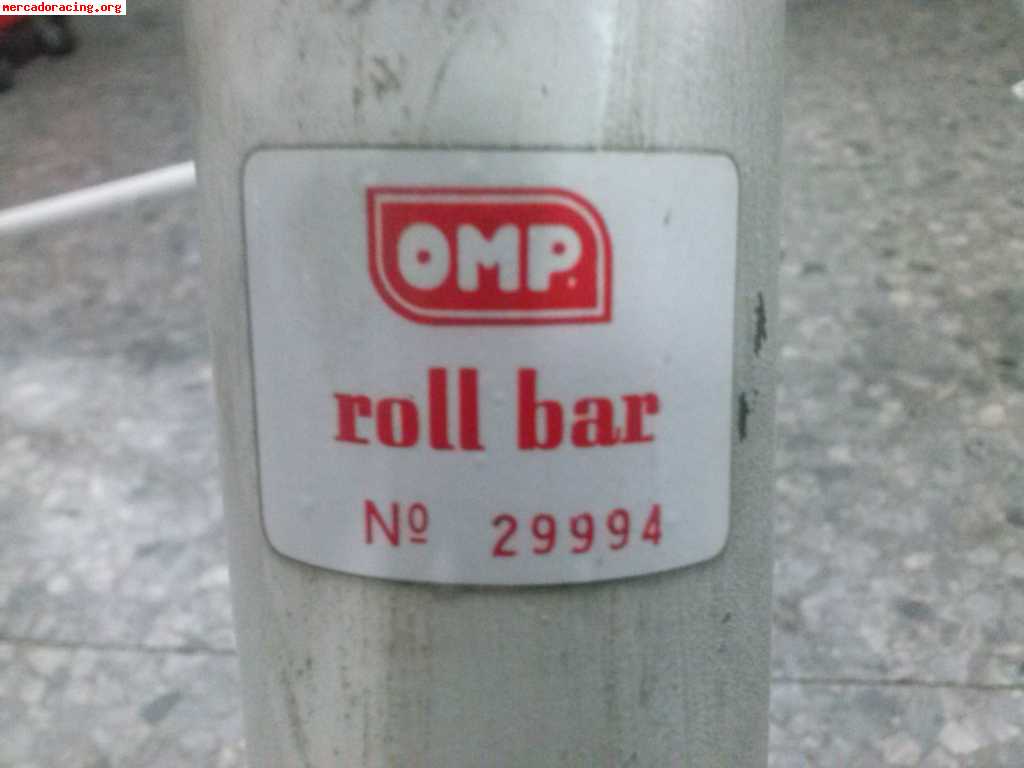 mercadoracing.org
OMP
roll bar
Nº 29994